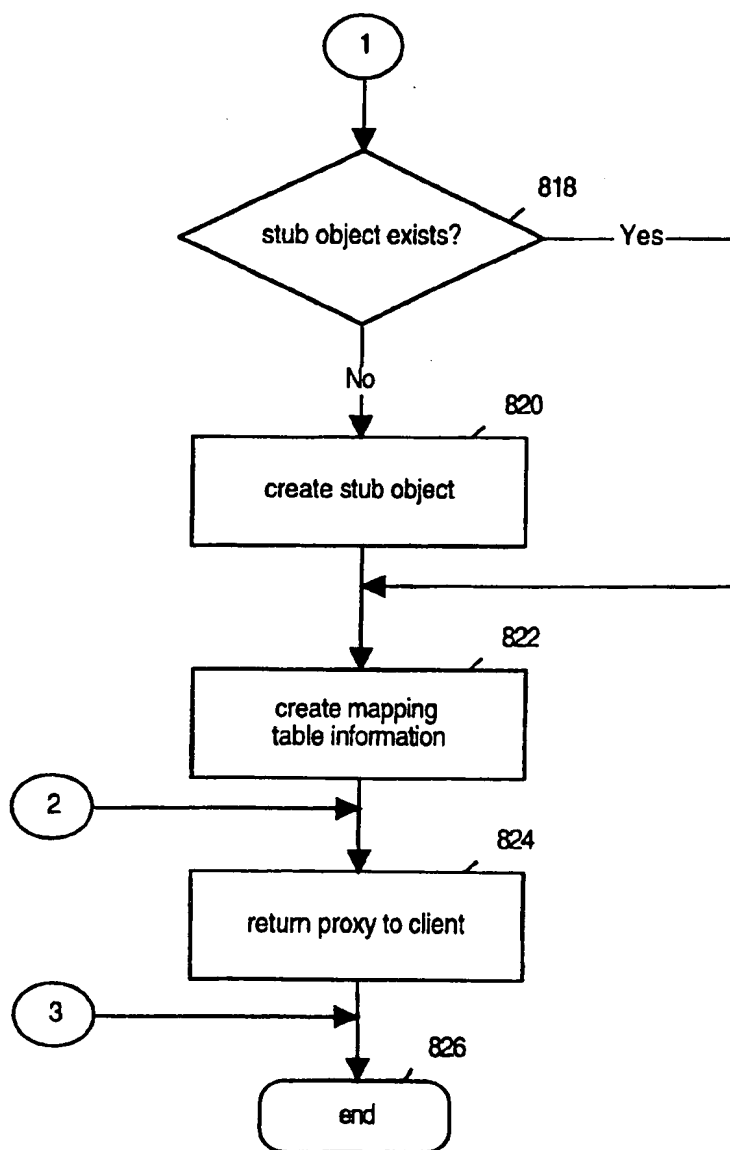 1
818
stub object exists?
Yes
No
820
create stub object
822
create mapping
table information
2
824
return proxy to client
3
826
end